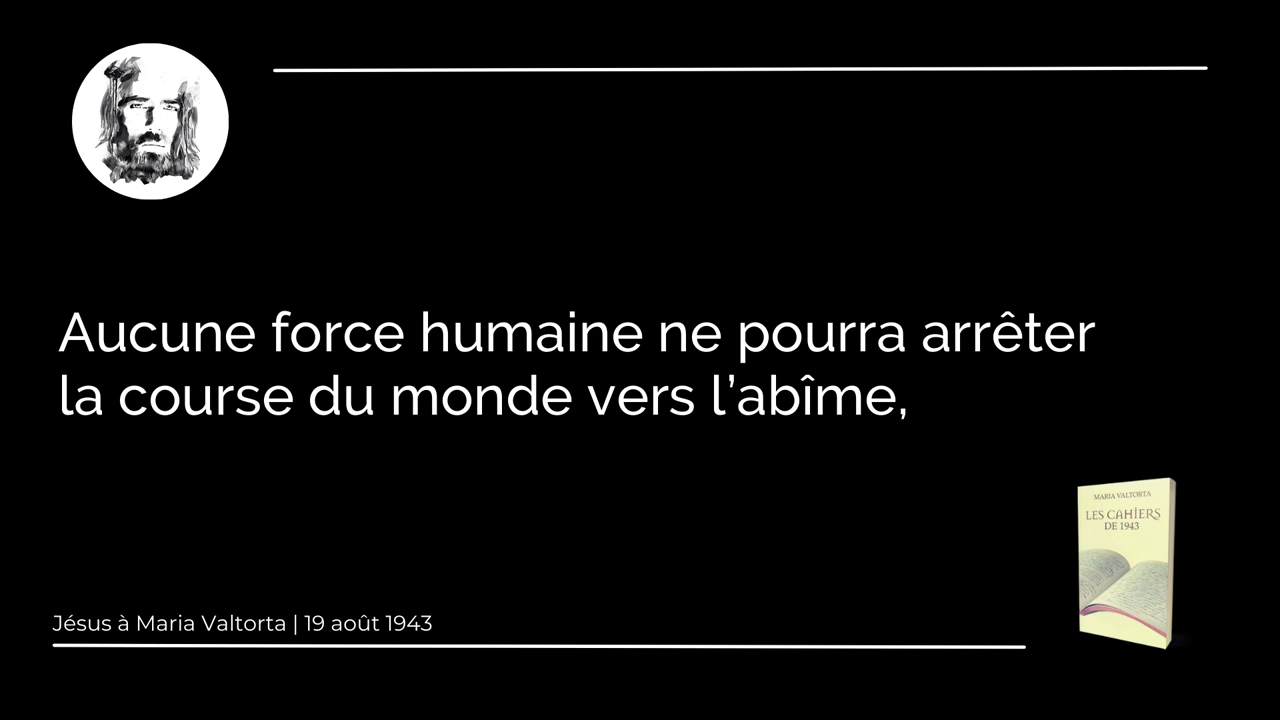 Aucune force humaine ne pourra arrêter
la course du monde vers l’abîme,
MARIA VALTORTA
LES CAHIERS
DE 1943
Jésus à Maria Valtorta | 19 août 1943